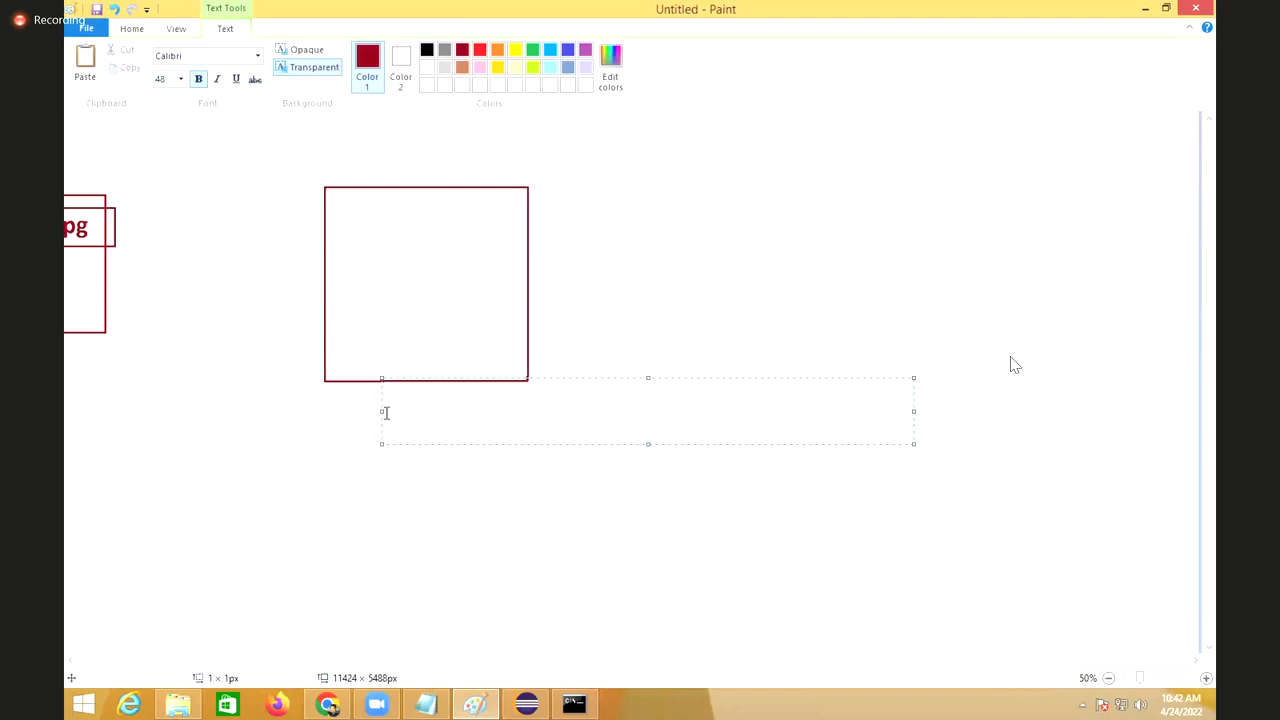 Recording
Text Tools
Untitled - Paint
File
Home
View
Text
Paste
Cut
Copy
Clipboard
Calibri
48
B
I
U
abc
Font
Opaque
Transparent
Background
Color
1
Color
2
Edit
colors
Colors
pg
1 × 1px
11424 × 5488px
50%
10:42 AM
4/24/2022